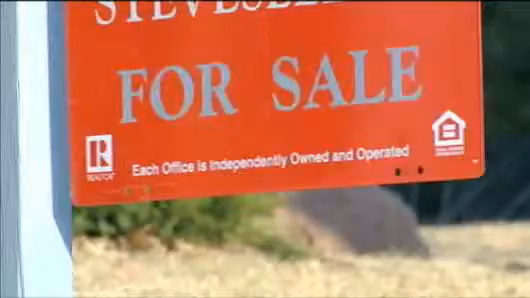 FOR SALE
R
REALTOR
Each Office is Independently Owned and Operated